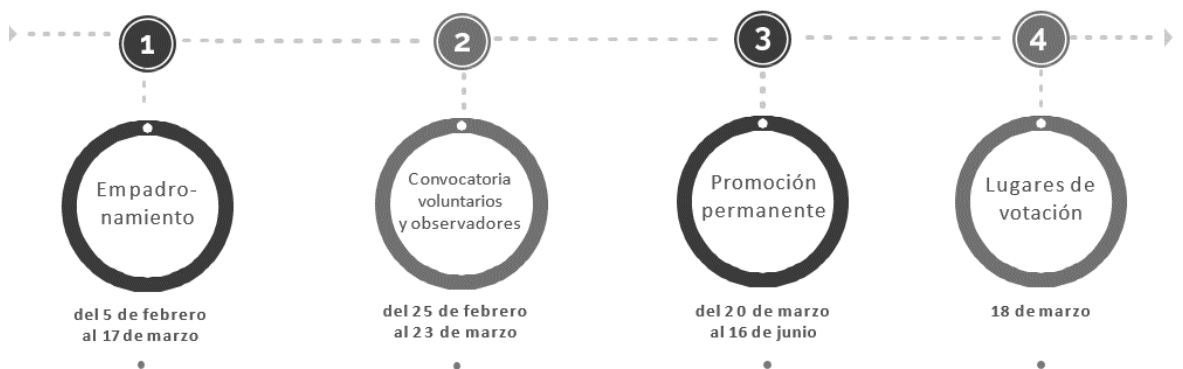 1
2
3
4
Empadro-
namiento
Convocatoria
voluntarios
y observadores
Promoción
permanente
Lugares de
votación
del 5 de febrero
al 17 de marzo
del 25 de febrero
al 23 de marzo
del 20 de marzo
al 16 de junio
18 de marzo